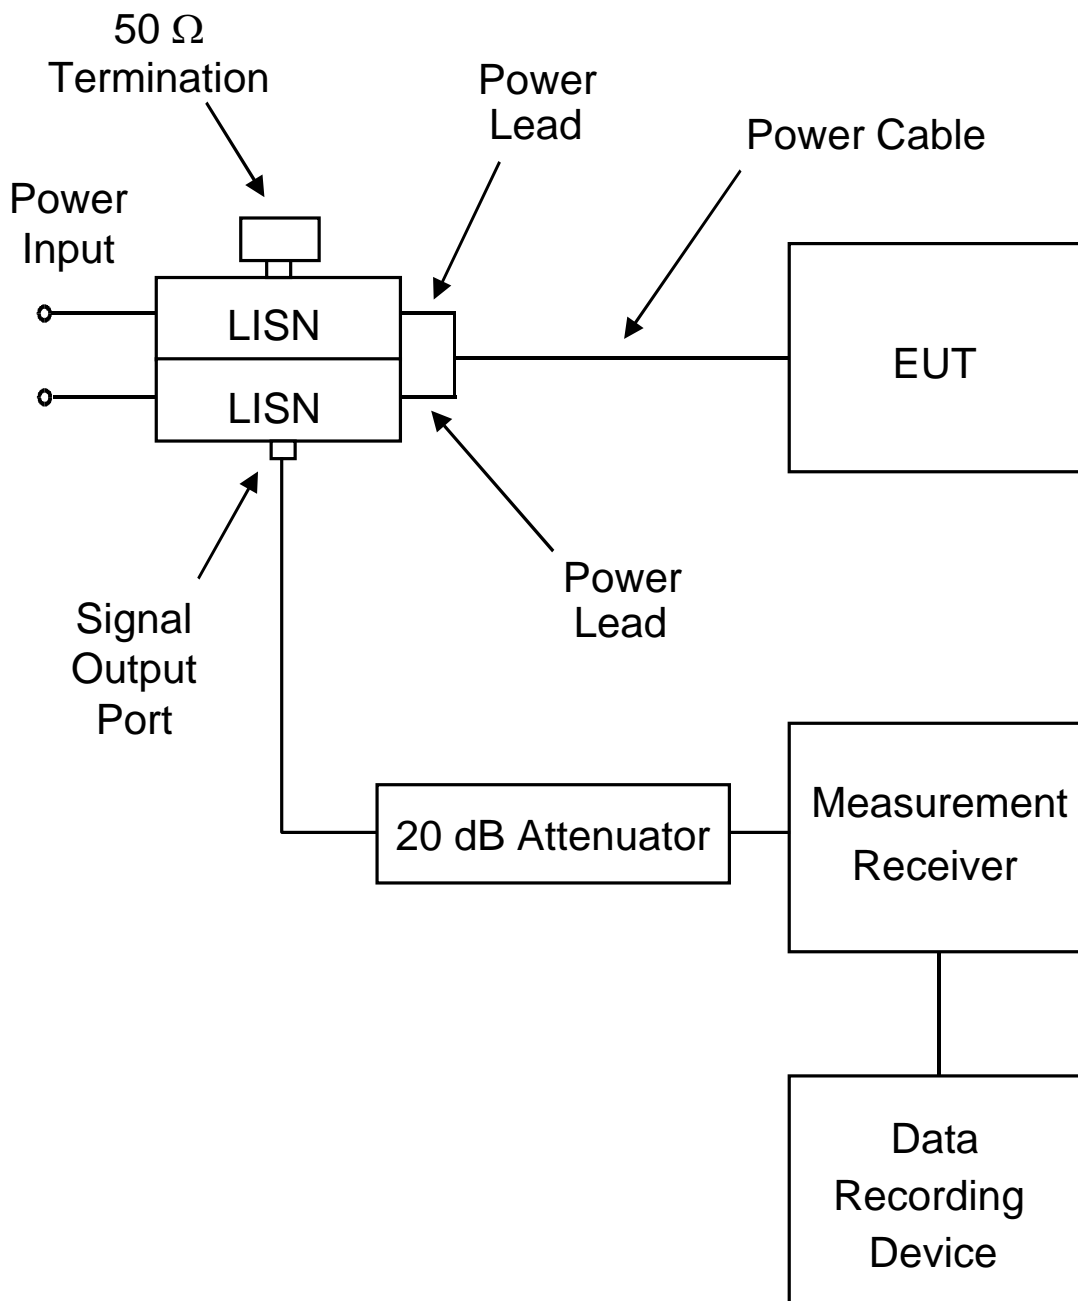 50 Ω
Termination
Power
Lead
Power Cable
Power
Input
LISN
EUT
LISN
Power
Lead
Signal
Output
Port
Measurement
Receiver
20 dB Attenuator
Data
Recording
Device